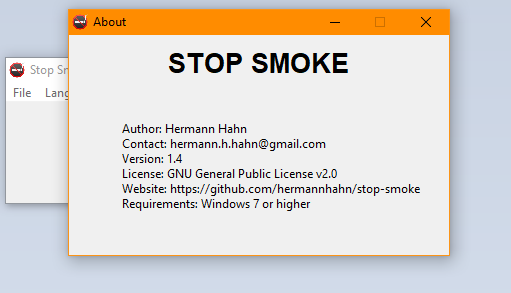 About
STOP SMOKE
Stop Sm
File Lang
Author: Hermann Hahn
Contact: hermann.h.hahn@gmail.com
Version: 1.4
License: GNU General Public License v2.0
Website: https://github.com/hermannhahn/stop-smoke
Requirements: Windows 7 or higher